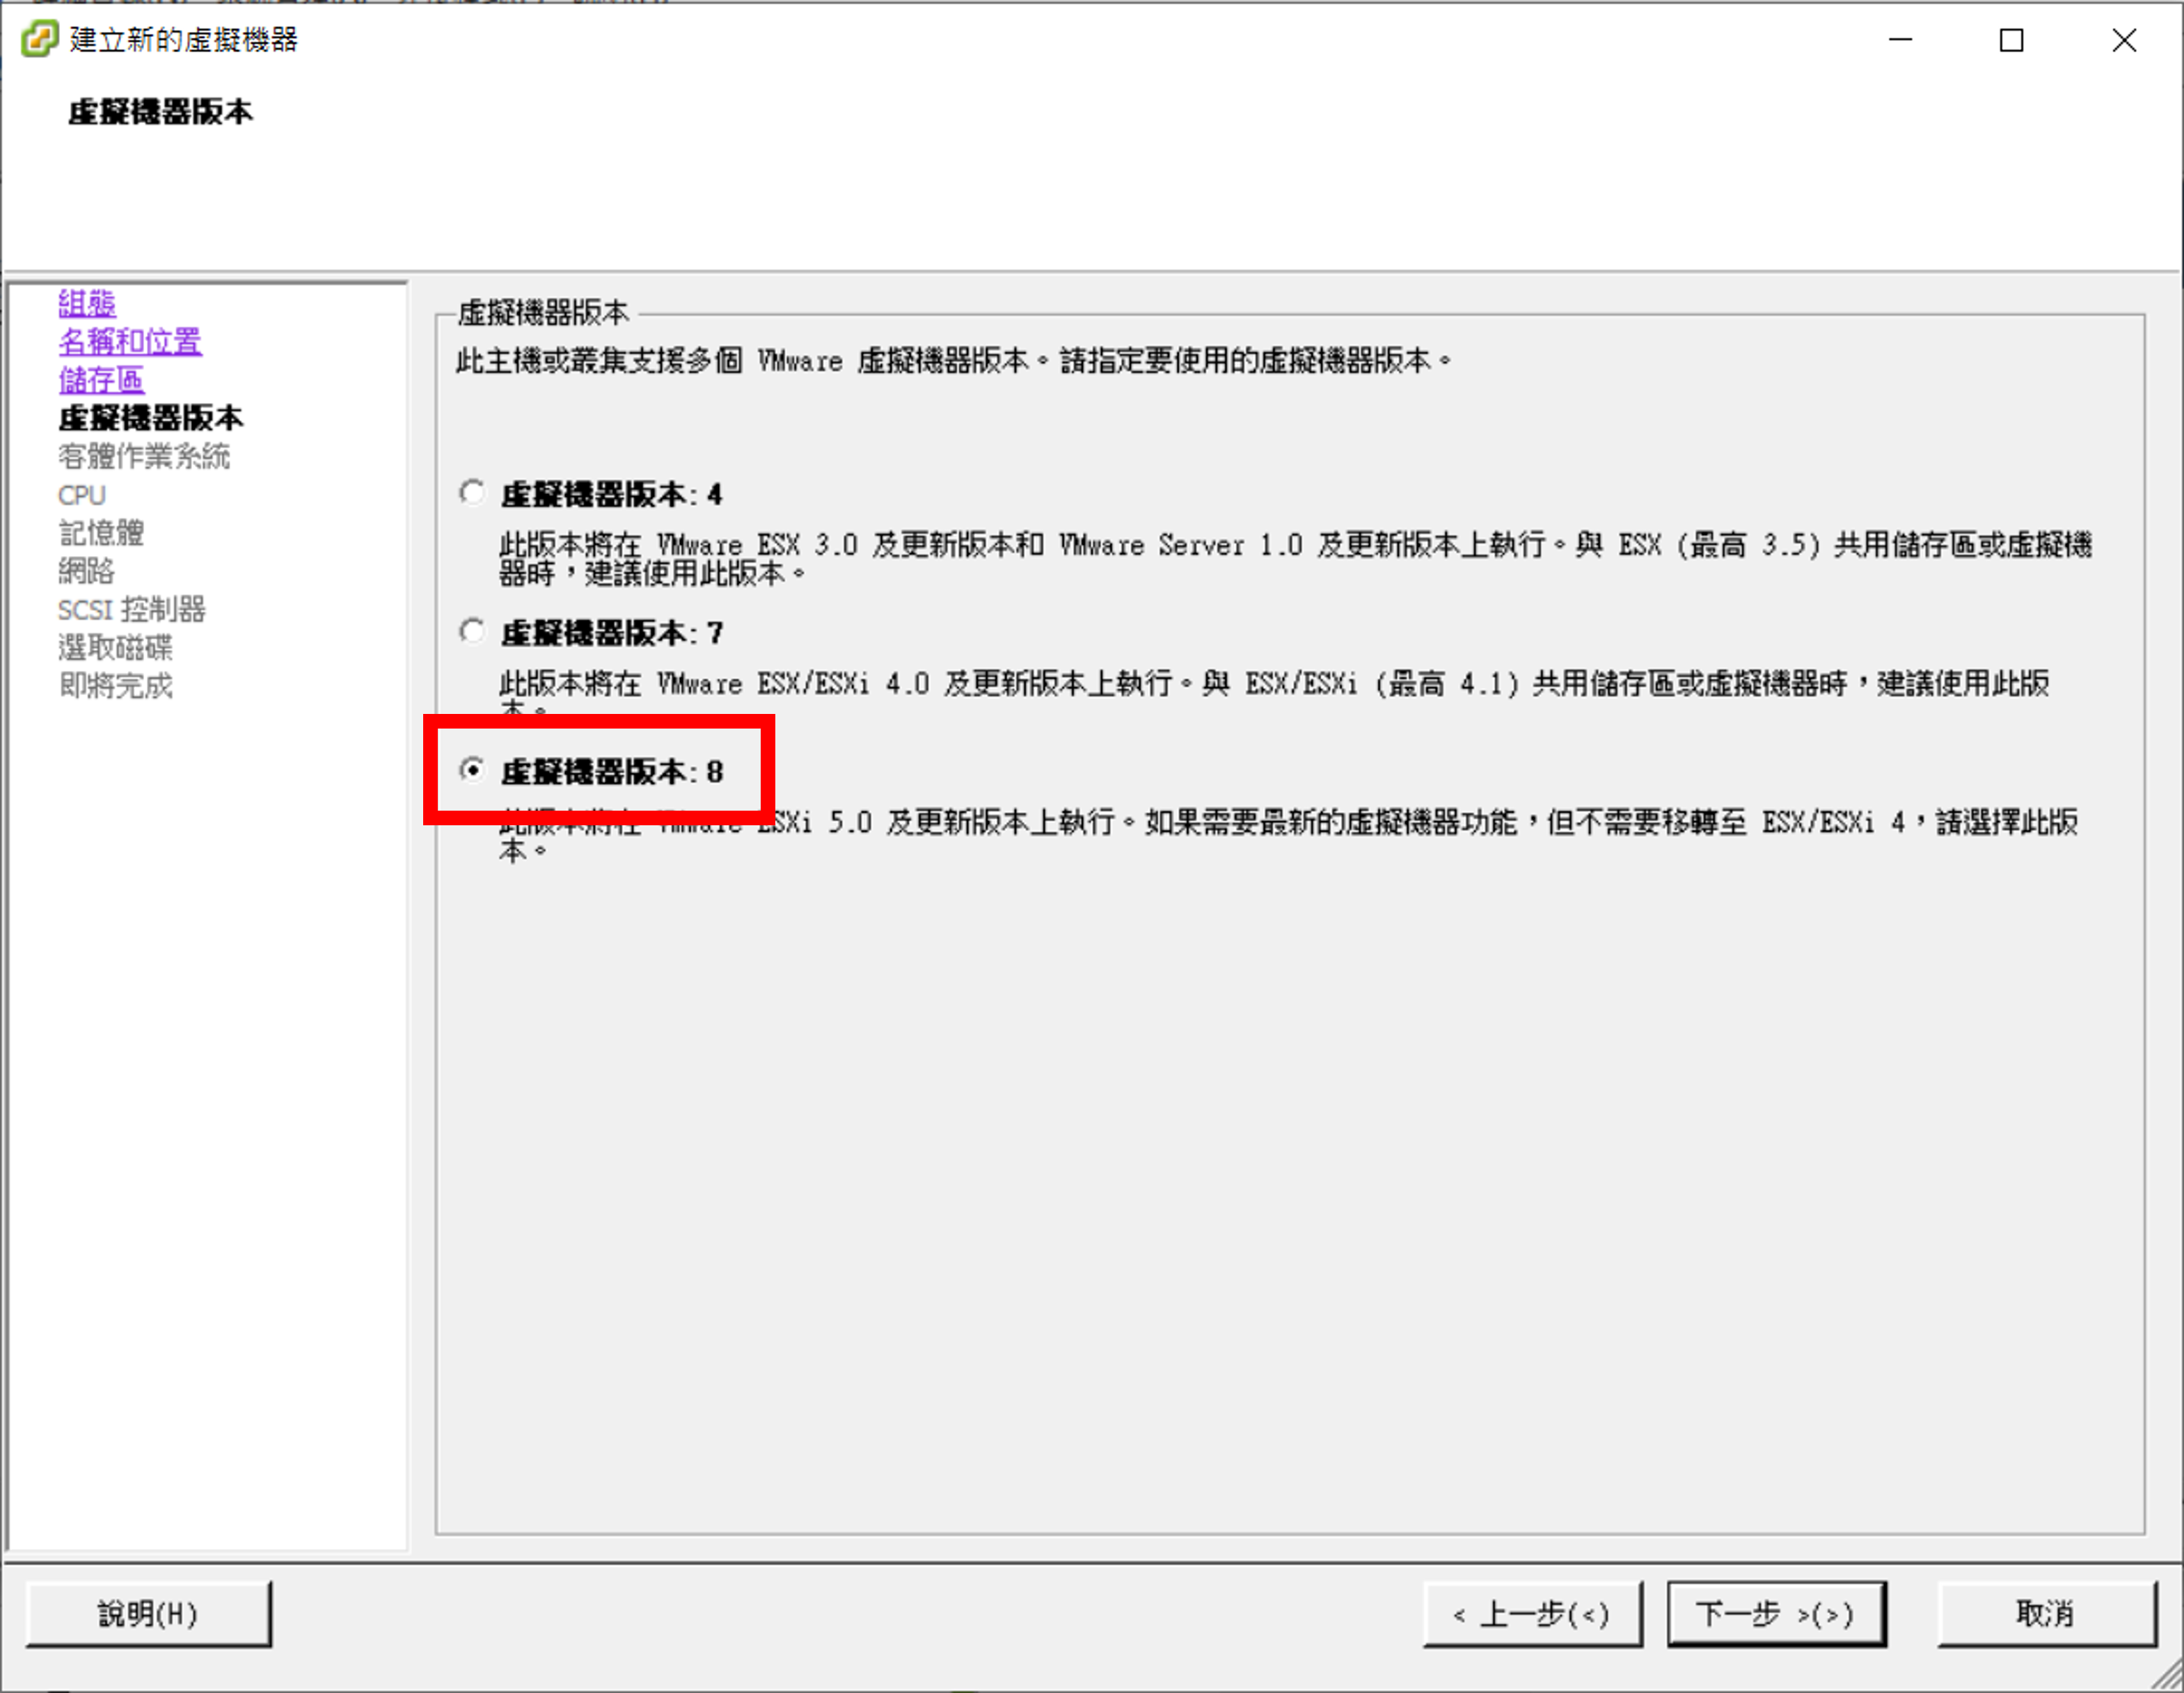 建立新的虛擬機器
虛擬機器版本
組態
名稱和位置
儲存區
虛擬機器版本
客體作業系統
CPU
記憶體
網路
SCSI 控制器
選取磁碟
即將完成
虛擬機器版本
此主機或叢集支援多個 VMware 虛擬機器版本。請指定要使用的虛擬機器版本。
虛擬機器版本: 4
此版本將在 VMware ESX 3.0 及更新版本和 VMware Server 1.0 及更新版本上執行。與 ESX (最高 3.5) 共用儲存區或虛擬機
器時，建議使用此版本。
虛擬機器版本: 7
此版本將在 VMware ESX/ESXi 4.0 及更新版本上執行。與 ESX/ESXi (最高 4.1) 共用儲存區或虛擬機器時，建議使用此版
本。
虛擬機器版本: 8
此版本將在 VMware ESXi 5.0 及更新版本上執行。如果需要最新的虛擬機器功能，但不需要移轉至 ESX/ESXi 4，請選擇此版
本。
說明(H)
< 上一步(<)
下一步 >(>)
取消